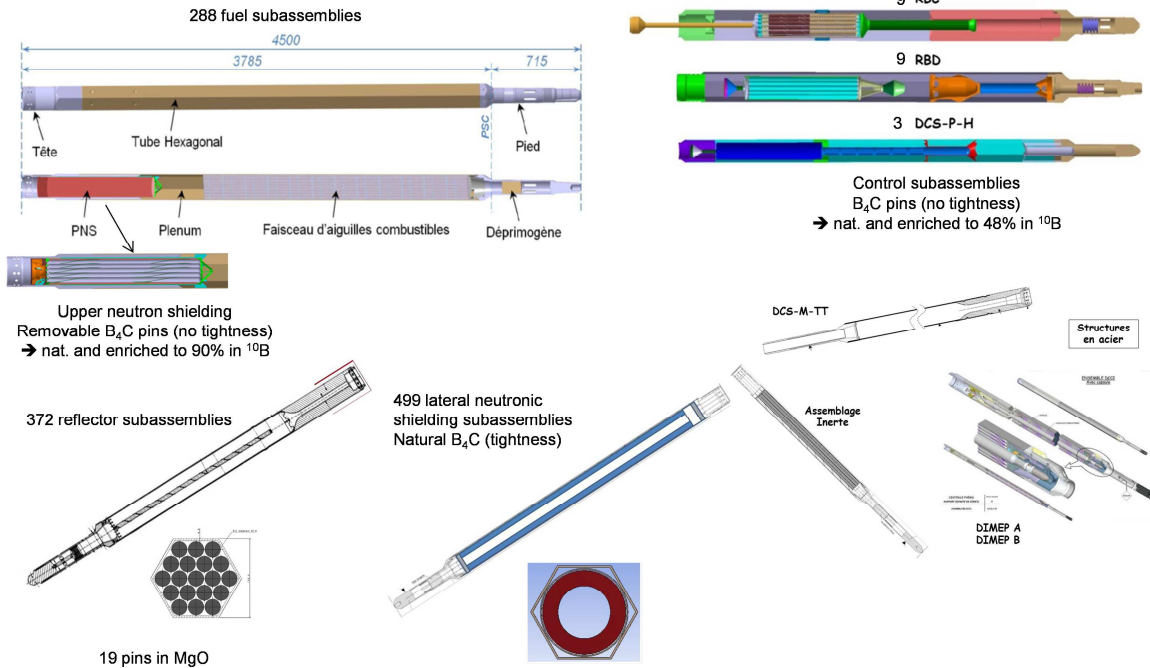 288 fuel subassemblies
4500
3785
715
PSC
Tête
Tube Hexagonal
Pied
PNS
Plenum
Faisceau d'aiguilles combustibles
Déprimogène
Upper neutron shielding
Removable B₄C pins (no tightness)
➔ nat. and enriched to 90% in ¹⁰B
9 RBC
9 RBD
3 DCS-P-H
Control subassemblies
B₄C pins (no tightness)
➔ nat. and enriched to 48% in ¹⁰B
372 reflector subassemblies
19 pins in MgO
499 lateral neutronic
shielding subassemblies
Natural B₄C (tightness)
DCS-M-TT
Structures
en acier
Assemblage
Inerte
DIMEP A
DIMEP B